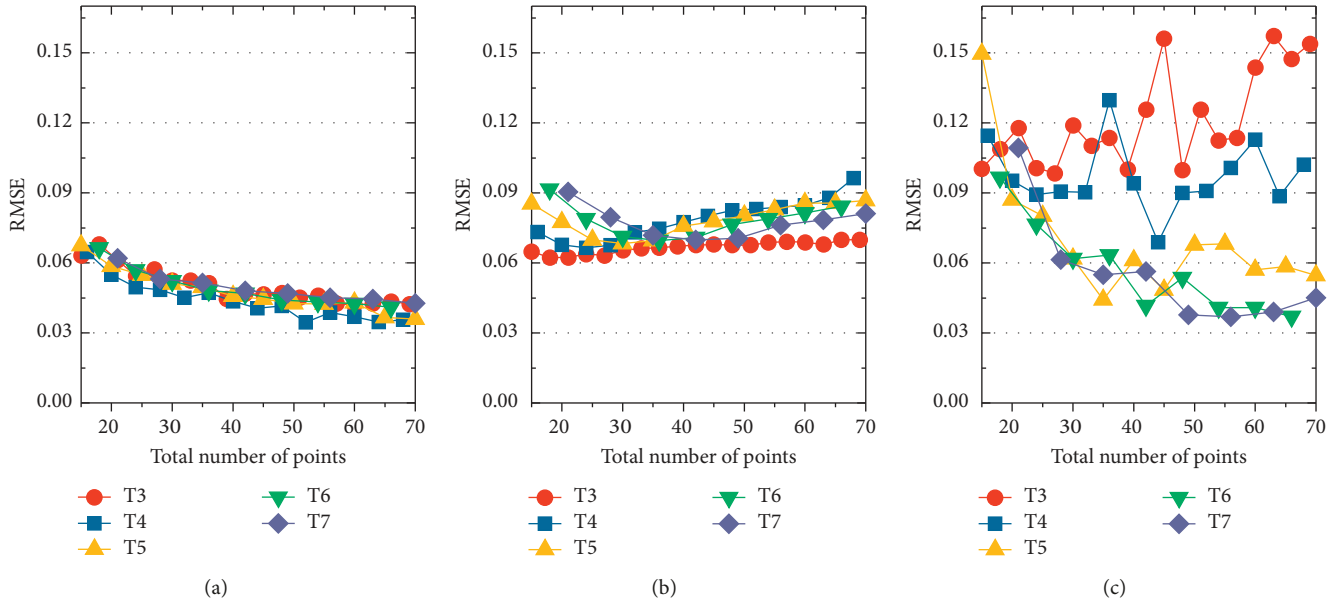 RMSE
0.15
0.12
0.09
0.06
0.03
0.00
20 30 40 50 60 70
Total number of points
T3
T4
T5
T6
T7
(a)
RMSE
0.15
0.12
0.09
0.06
0.03
0.00
20 30 40 50 60 70
Total number of points
T3
T4
T5
T6
T7
(b)
RMSE
0.15
0.12
0.09
0.06
0.03
0.00
20 30 40 50 60 70
Total number of points
T3
T4
T5
T6
T7
(c)